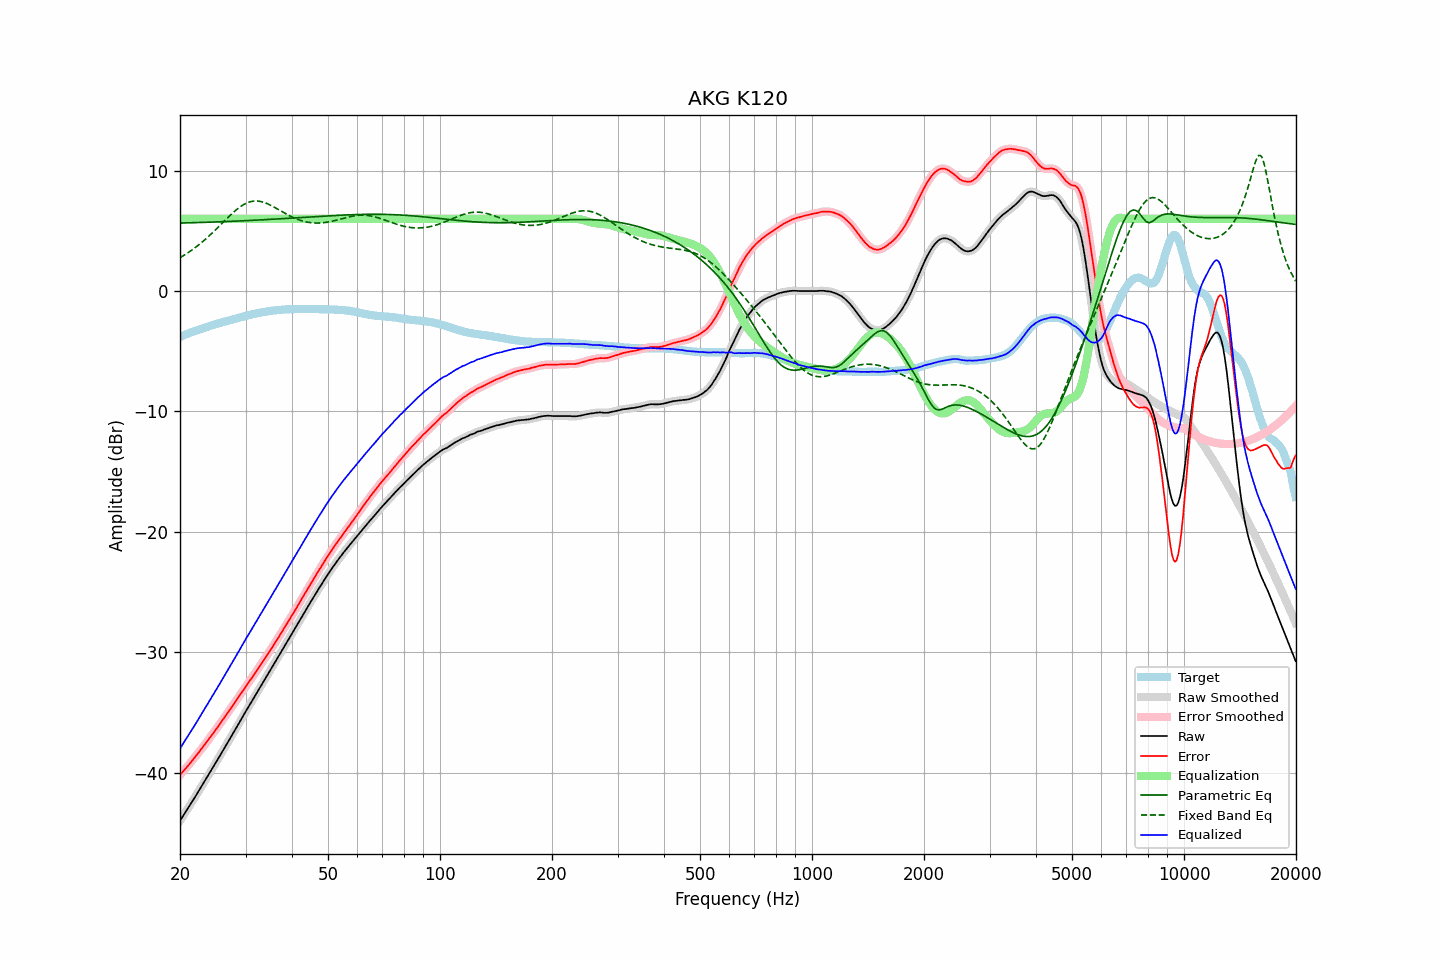 AKG K120
Amplitude (dBr)
10
0
−10
−20
−30
−40
20
50
100
200
500
1000
2000
5000
10000
20000
Frequency (Hz)
Target
Raw Smoothed
Error Smoothed
Raw
Error
Equalization
Parametric Eq
Fixed Band Eq
Equalized